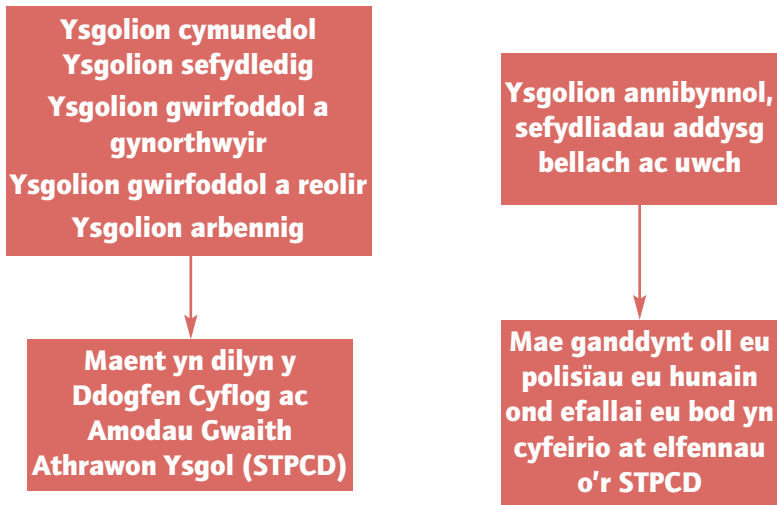 Ysgolion cymunedol
Ysgolion sefydledig
Ysgolion gwirfoddol a
gynorthwyir
Ysgolion gwirfoddol a reolir
Ysgolion arbennig
Maent yn dilyn y
Ddogfen Cyflog ac
Amodau Gwaith
Athrawon Ysgol (STPCD)
Ysgolion annibynnol,
sefydliadau addysg
bellach ac uwch
Mae ganddynt oll eu
polisïau eu hunain
ond efallai eu bod yn
cyfeirio at elfennau
o'r STPCD